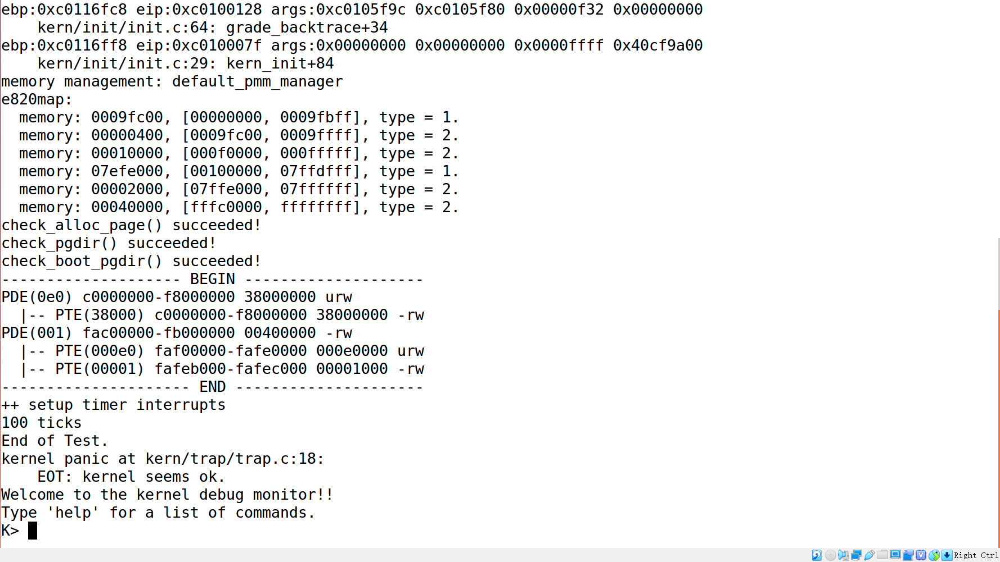 ebp:0xc0116fc8 eip:0xc0100128 args:0xc0105f9c 0xc0105f80 0x00000f32 0x00000000
    kern/init/init.c:64: grade_backtrace+34
ebp:0xc0116ff8 eip:0xc010007f args:0x00000000 0x00000000 0x0000ffff 0x40cf9a00
    kern/init/init.c:29: kern_init+84
memory management: default_pmm_manager
e820map:
  memory: 0009fc00, [00000000, 0009fbff], type = 1.
  memory: 00000400, [0009fc00, 0009ffff], type = 2.
  memory: 00010000, [000f0000, 000fffff], type = 2.
  memory: 07efe000, [00100000, 07ffdfff], type = 1.
  memory: 00002000, [07ffe000, 07ffffff], type = 2.
  memory: 00040000, [fffc0000, ffffffff], type = 2.
check_alloc_page() succeeded!
check_pgdir() succeeded!
check_boot_pgdir() succeeded!
-------------------- BEGIN --------------------
PDE(0e0) c0000000-f8000000 38000000 urw
  |-- PTE(38000) c0000000-f8000000 38000000 -rw
PDE(001) fac00000-fb000000 00400000 -rw
  |-- PTE(000e0) faf00000-fafe0000 000e0000 urw
  |-- PTE(00001) fafeb000-fafec000 00001000 -rw
--------------------- END ---------------------
++ setup timer interrupts
100 ticks
End of Test.
kernel panic at kern/trap/trap.c:18:
    EOT: kernel seems ok.
Welcome to the kernel debug monitor!!
Type 'help' for a list of commands.
K>
Right Ctrl